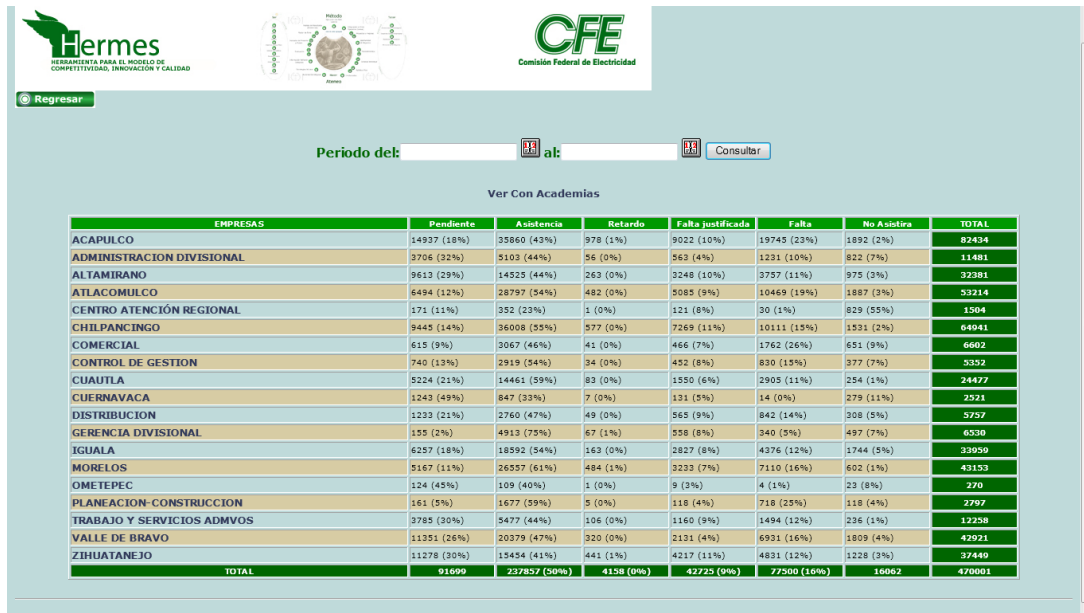 Hermes
HERRAMIENTA PARA EL MODELO DE
COMPETITIVIDAD, INNOVACIÓN Y CALIDAD
Método
Ateneo
CFE
Comisión Federal de Electricidad
Regresar
Periodo del: al: Consultar
Ver Con Academias
EMPRESAS Pendiente Asistencia Retardo Falta justificada Falta No Asistira TOTAL
ACAPULCO 14937 (18%) 35860 (43%) 978 (1%) 9022 (10%) 19745 (23%) 1892 (2%) 82434
ADMINISTRACION DIVISIONAL 3706 (32%) 5103 (44%) 56 (0%) 563 (4%) 1231 (10%) 822 (7%) 11481
ALTAMIRANO 9613 (29%) 14525 (44%) 263 (0%) 3248 (10%) 3757 (11%) 975 (3%) 32381
ATLACOMULCO 6494 (12%) 28797 (54%) 482 (0%) 5085 (9%) 10469 (19%) 1887 (3%) 53214
CENTRO ATENCIÓN REGIONAL 171 (11%) 352 (23%) 1 (0%) 121 (8%) 30 (1%) 829 (55%) 1504
CHILPANCINGO 9445 (14%) 36008 (55%) 577 (0%) 7269 (11%) 10111 (15%) 1531 (2%) 64941
COMERCIAL 615 (9%) 3067 (46%) 41 (0%) 466 (7%) 1762 (26%) 651 (9%) 6602
CONTROL DE GESTION 740 (13%) 2919 (54%) 34 (0%) 452 (8%) 830 (15%) 377 (7%) 5352
CUAUTLA 5224 (21%) 14461 (59%) 83 (0%) 1550 (6%) 2905 (11%) 254 (1%) 24477
CUERNAVACA 1243 (49%) 847 (33%) 7 (0%) 131 (5%) 14 (0%) 279 (11%) 2521
DISTRIBUCION 1233 (21%) 2760 (47%) 49 (0%) 565 (9%) 842 (14%) 308 (5%) 5757
GERENCIA DIVISIONAL 155 (2%) 4913 (75%) 67 (1%) 558 (8%) 340 (5%) 497 (7%) 6530
IGUALA 6257 (18%) 18592 (54%) 163 (0%) 2827 (8%) 4376 (12%) 1744 (5%) 33959
MORELOS 5167 (11%) 26557 (61%) 484 (1%) 3233 (7%) 7110 (16%) 602 (1%) 43153
OMETEPEC 124 (45%) 109 (40%) 1 (0%) 9 (3%) 4 (1%) 23 (8%) 270
PLANEACION-CONSTRUCCION 161 (5%) 1677 (59%) 5 (0%) 118 (4%) 718 (25%) 118 (4%) 2797
TRABAJO Y SERVICIOS ADMVOS 3785 (30%) 5477 (44%) 106 (0%) 1160 (9%) 1494 (12%) 236 (1%) 12258
VALLE DE BRAVO 11351 (26%) 20379 (47%) 320 (0%) 2131 (4%) 6931 (16%) 1809 (4%) 42921
ZIHUATANEJO 11278 (30%) 15454 (41%) 441 (1%) 4217 (11%) 4831 (12%) 1228 (3%) 37449
TOTAL 91699 237857 (50%) 4158 (0%) 42725 (9%) 77500 (16%) 16062 470001